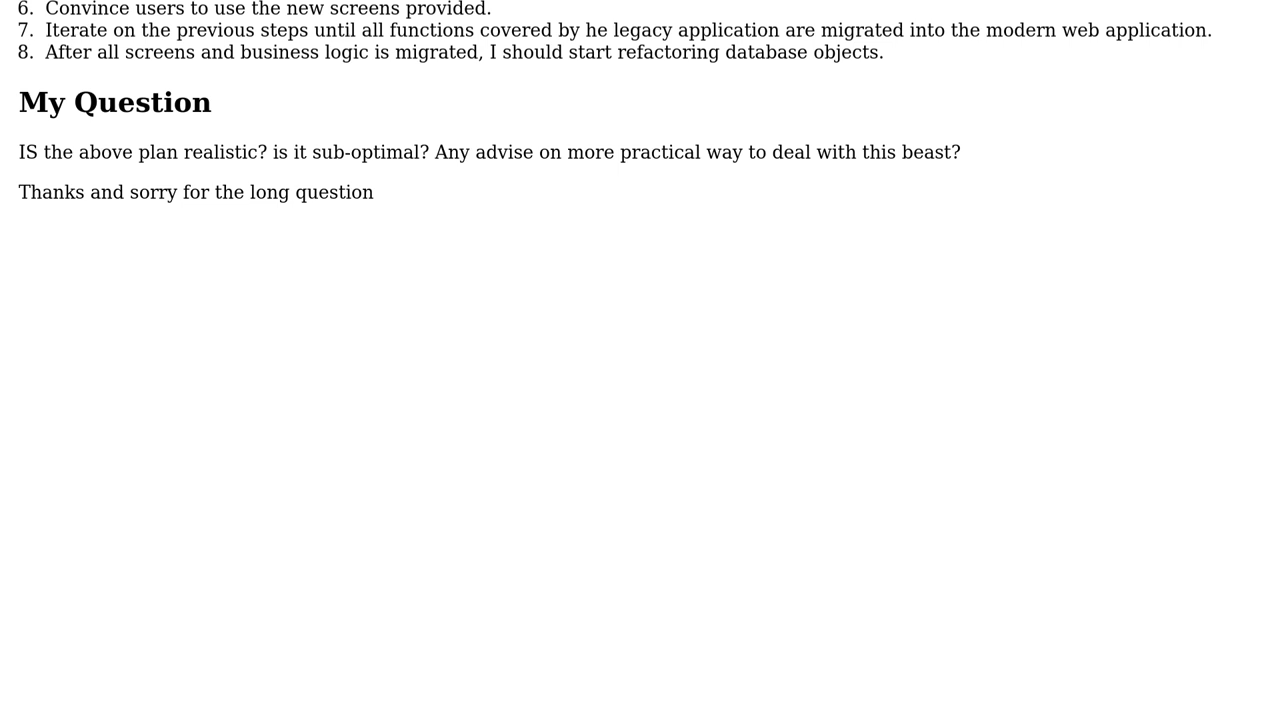 6. Convince users to use the new screens provided.
7. Iterate on the previous steps until all functions covered by he legacy application are migrated into the modern web application.
8. After all screens and business logic is migrated, I should start refactoring database objects.
My Question
IS the above plan realistic? is it sub-optimal? Any advise on more practical way to deal with this beast?
Thanks and sorry for the long question